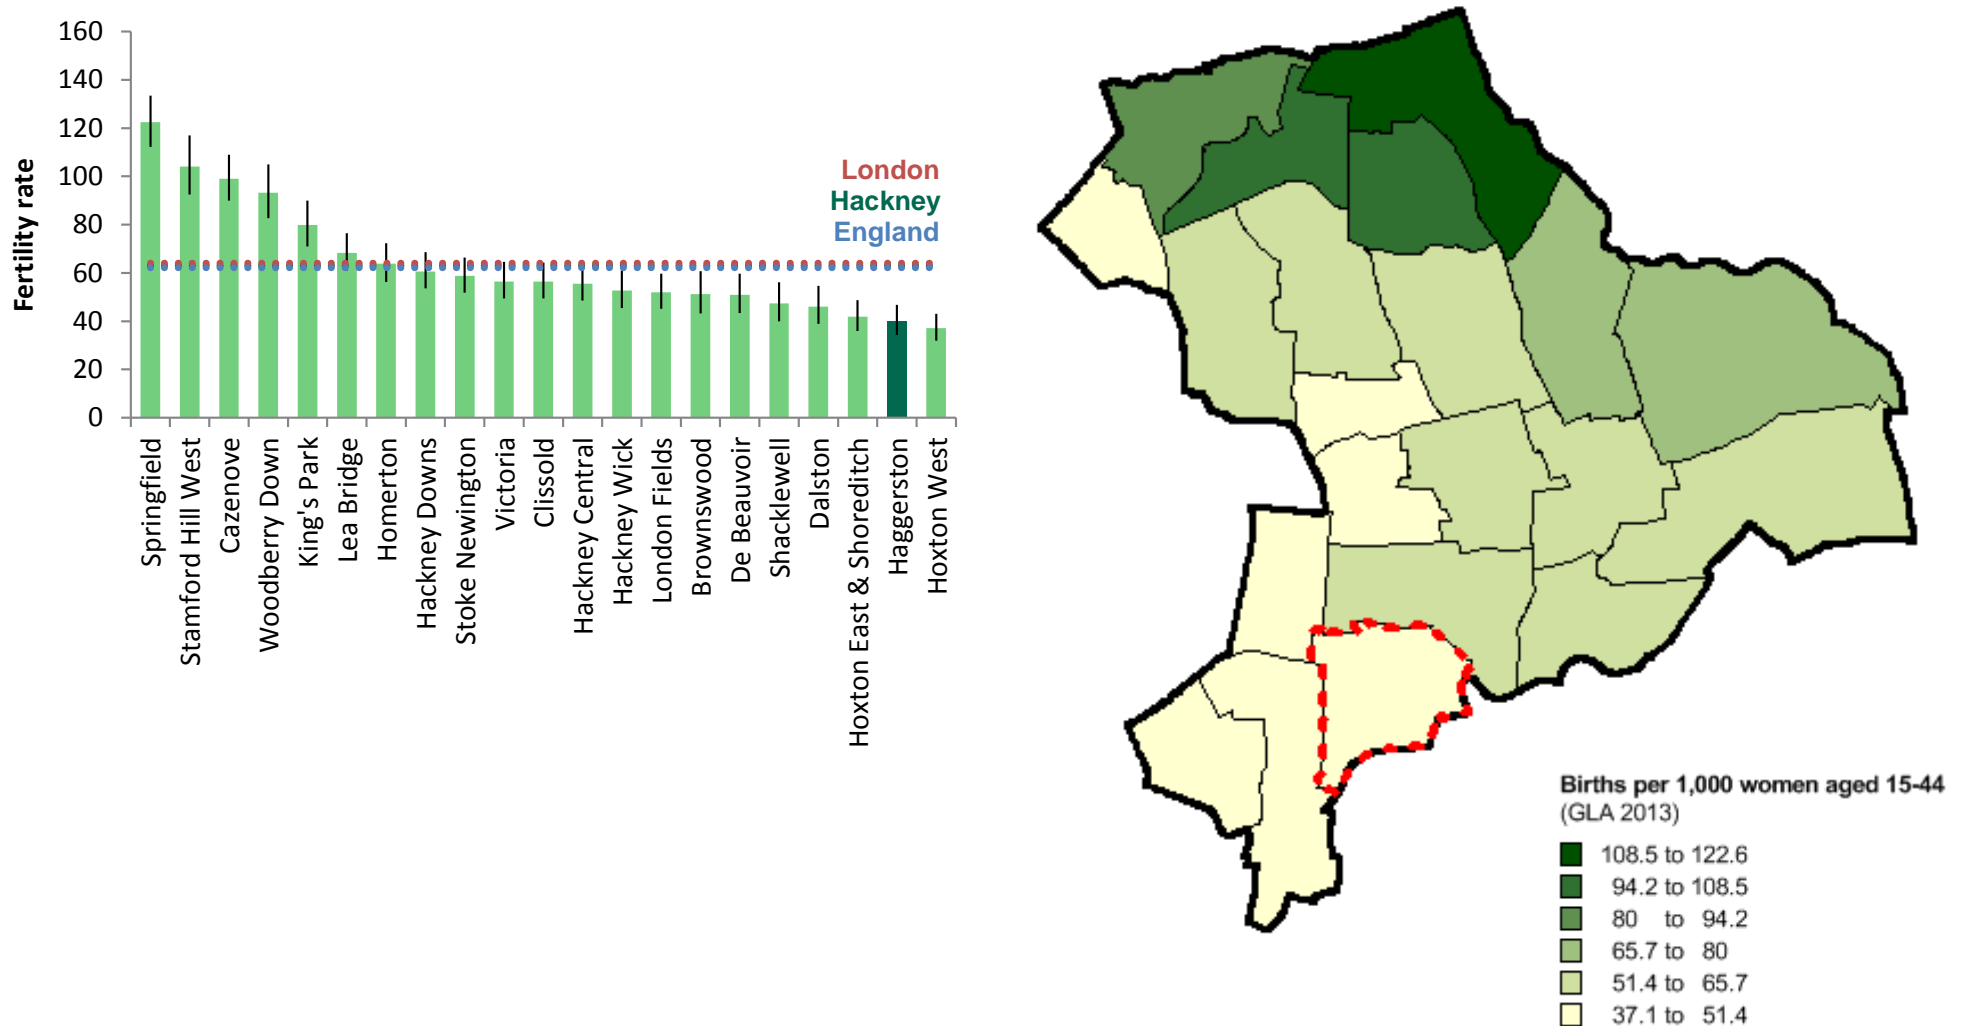 160
140
120
100
80
60
40
20
0
Fertility rate
London
Hackney
England
Springfield
Stamford Hill West
Cazenove
Woodberry Down
King's Park
Lea Bridge
Homerton
Hackney Downs
Stoke Newington
Victoria
Clissold
Hackney Central
Hackney Wick
London Fields
Brownswood
De Beauvoir
Shacklewell
Dalston
Hoxton East & Shoreditch
Haggerston
Hoxton West
Births per 1,000 women aged 15-44
(GLA 2013)
108.5 to 122.6
94.2 to 108.5
80 to 94.2
65.7 to 80
51.4 to 65.7
37.1 to 51.4